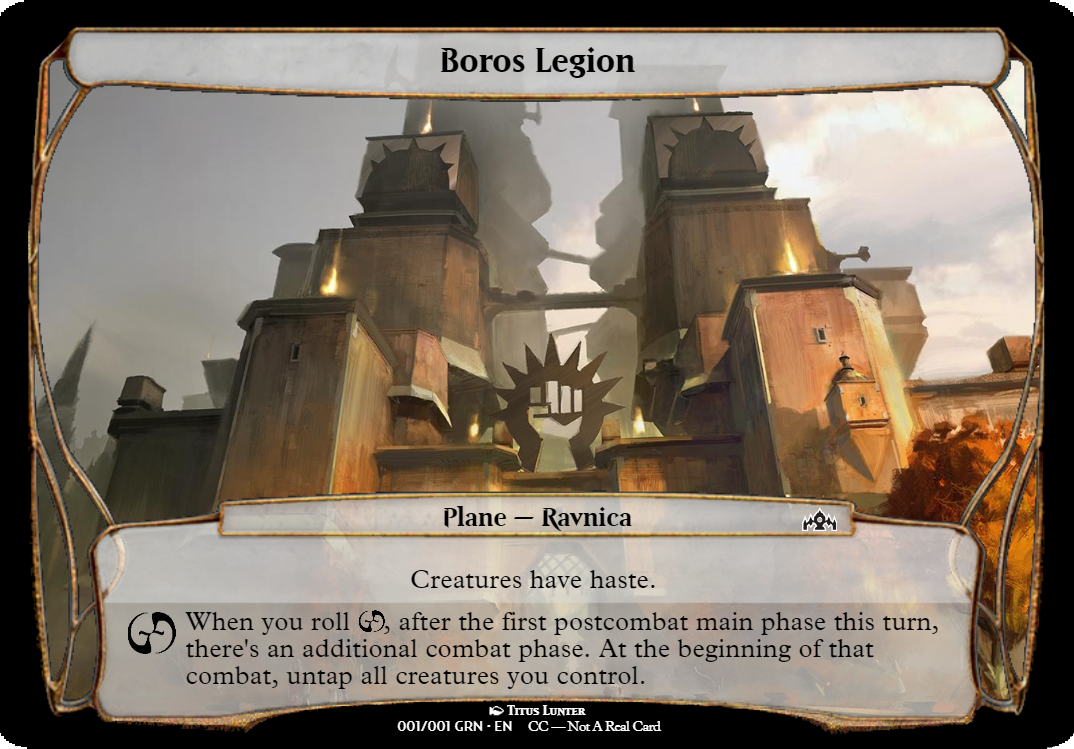 Boros Legion
Plane — Ravnica
Creatures have haste.
When you roll , after the first postcombat main phase this turn,
there's an additional combat phase. At the beginning of that
combat, untap all creatures you control.
Titus Lunter
001/001 GRN · EN CC — Not A Real Card